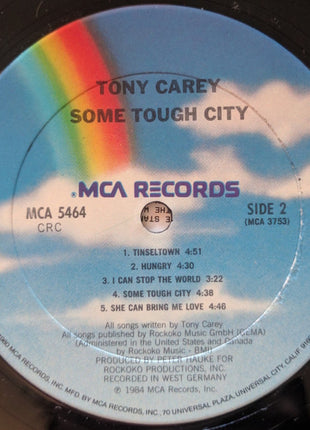 TONY CAREY
SOME TOUGH CITY
MCA RECORDS
MCA 5464
CRC
SIDE 2
(MCA 3753)
1. TINSELTOWN 4:51
2. HUNGRY 4:30
3. I CAN STOP THE WORLD 3:22
4. SOME TOUGH CITY 4:38
5. SHE CAN BRING ME LOVE 4:46
All songs written by Tony Carey
All songs published by Rockoko Music GmbH (GEMA)
(Administered in the United States and Canada
by Rockoko Music - BMI)
PRODUCED BY PETER HAUKE FOR
ROCKOKO PRODUCTIONS, INC.
RECORDED IN WEST GERMANY
℗ 1984 MCA Records, Inc.
MCA RECORDS, INC. MFG. BY MCA RECORDS, INC., 70 UNIVERSAL PLAZA, UNIVERSAL CITY, CALIF.